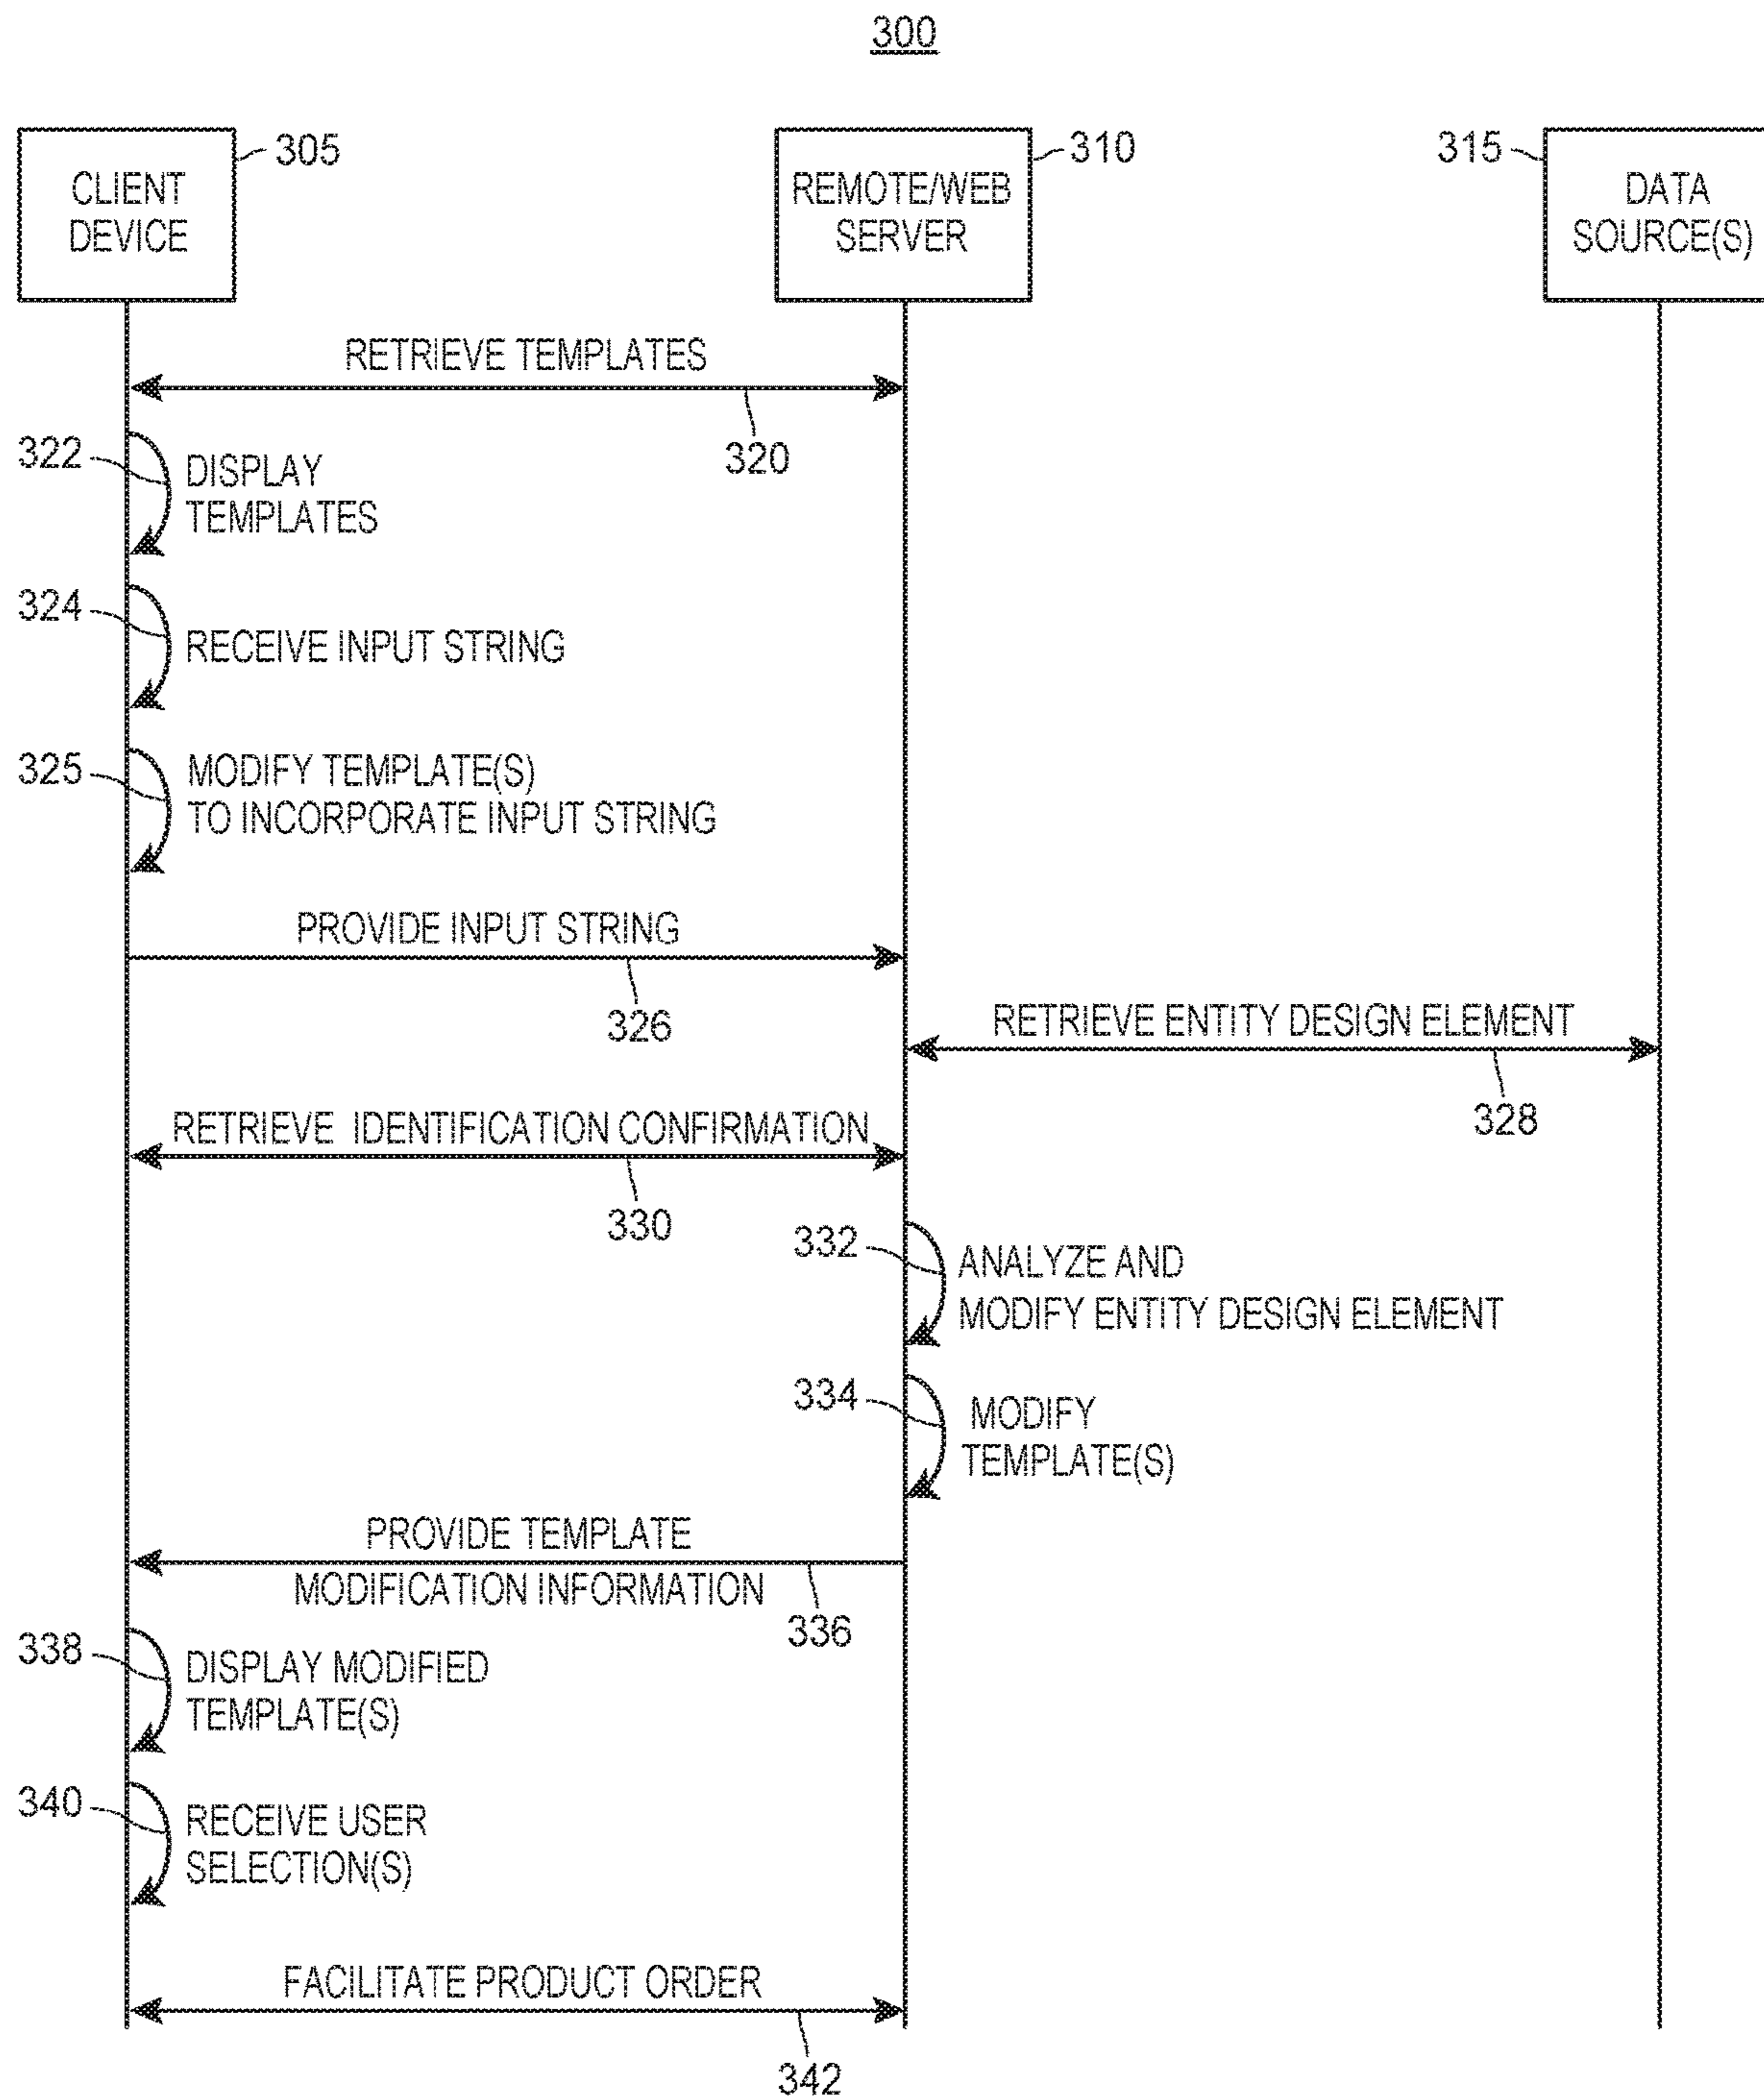 300
CLIENT
DEVICE
305
REMOTE/WEB
SERVER
310
315
DATA
SOURCE(S)
RETRIEVE TEMPLATES
320
322
DISPLAY
TEMPLATES
324
RECEIVE INPUT STRING
325
MODIFY TEMPLATE(S)
TO INCORPORATE INPUT STRING
PROVIDE INPUT STRING
326
RETRIEVE ENTITY DESIGN ELEMENT
328
RETRIEVE IDENTIFICATION CONFIRMATION
330
332
ANALYZE AND
MODIFY ENTITY DESIGN ELEMENT
334
MODIFY
TEMPLATE(S)
PROVIDE TEMPLATE
MODIFICATION INFORMATION
336
338
DISPLAY MODIFIED
TEMPLATE(S)
340
RECEIVE USER
SELECTION(S)
FACILITATE PRODUCT ORDER
342